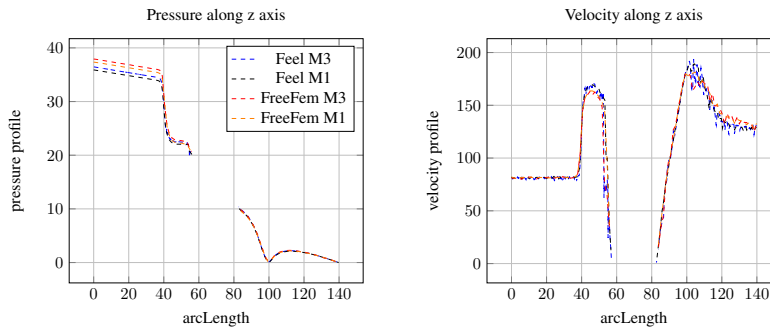 Pressure along z axis
40
30
20
10
0
0 20 40 60 80 100 120 140
arcLength
pressure profile
Feel M3
Feel M1
FreeFem M3
FreeFem M1
Velocity along z axis
200
150
100
50
0
0 20 40 60 80 100 120 140
arcLength
velocity profile